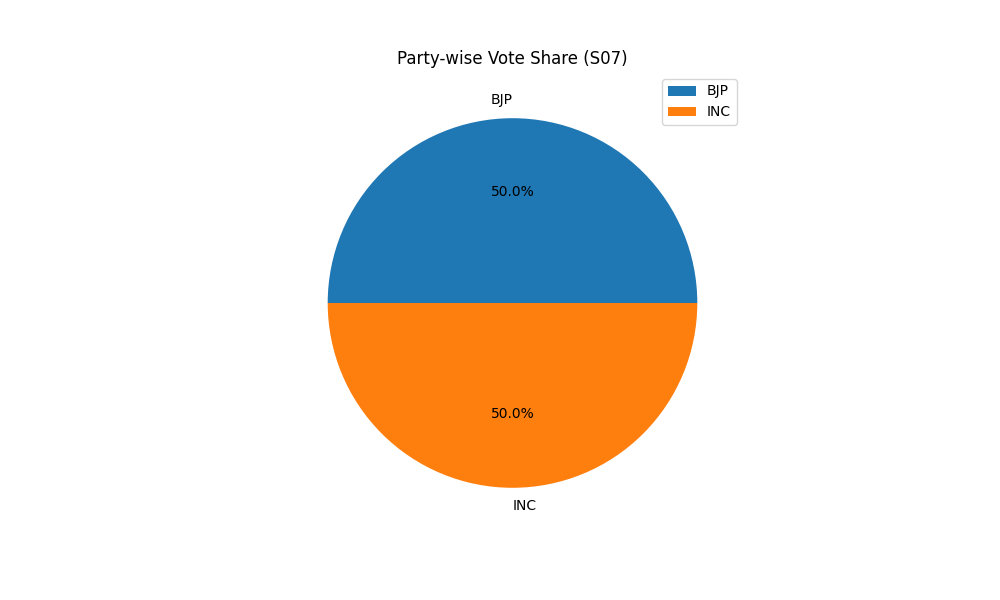 Party-wise Vote Share (S07)
BJP
INC
BJP
50.0%
50.0%
INC